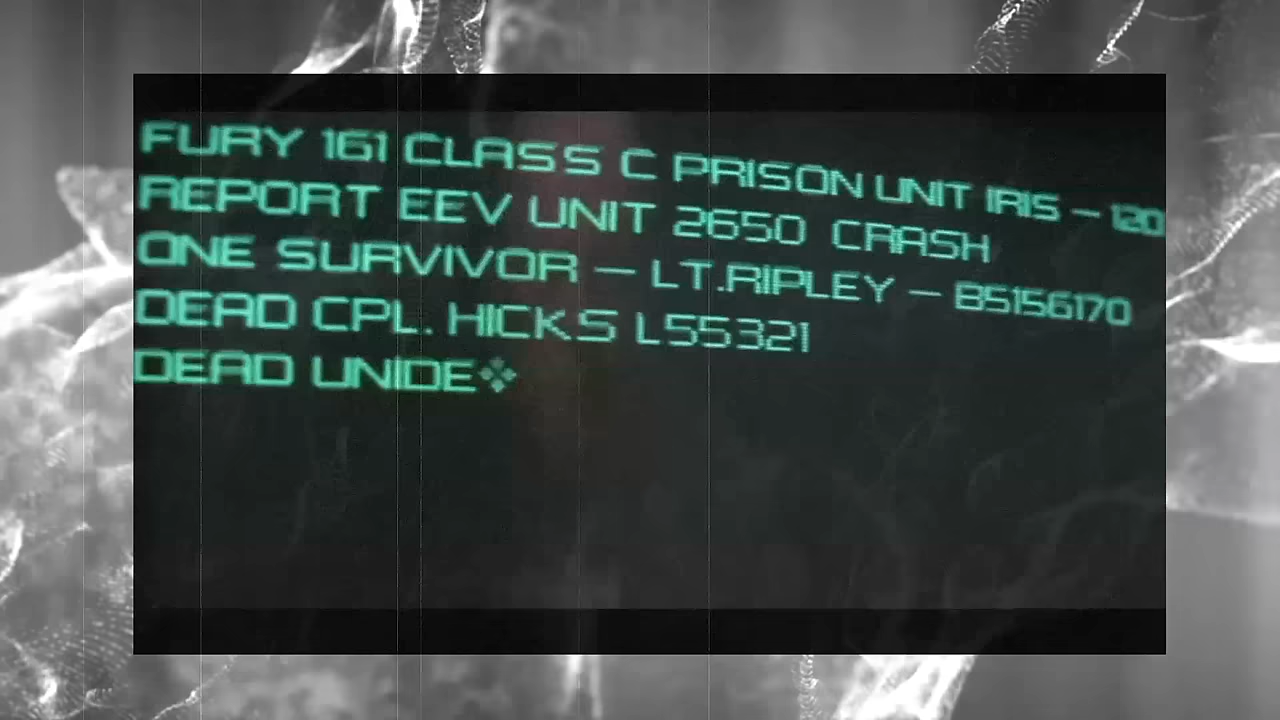 FURY 161 CLASS C PRISON UNIT IRIS – 120
REPORT EEV UNIT 2650 CRASH
ONE SURVIVOR – LT.RIPLEY – B5156170
DEAD CPL. HICKS L55321
DEAD UNIDE